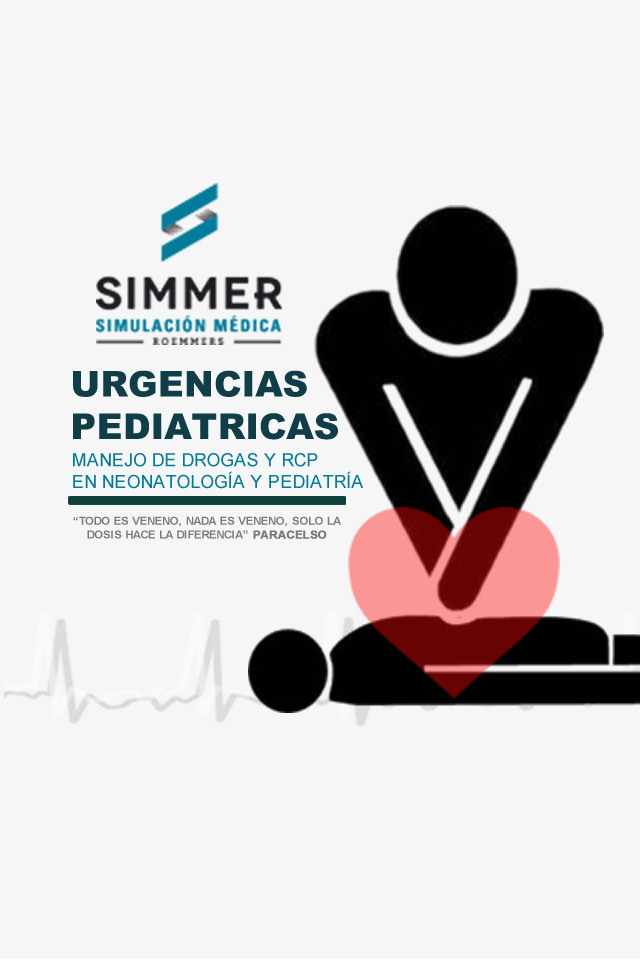 SIMMER
SIMULACIÓN MÉDICA
ROEMMERS
URGENCIAS
PEDIATRICAS
MANEJO DE DROGAS Y RCP
EN NEONATOLOGÍA Y PEDIATRÍA
“TODO ES VENENO, NADA ES VENENO, SOLO LA
DOSIS HACE LA DIFERENCIA” PARACELSO